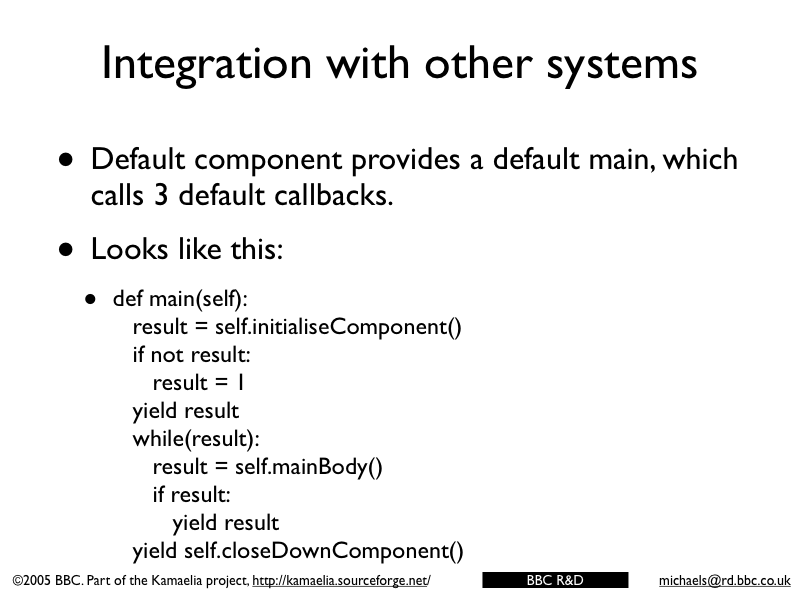 Integration with other systems
• Default component provides a default main, which
calls 3 default callbacks.
• Looks like this:
• def main(self):
result = self.initialiseComponent()
if not result:
result = 1
yield result
while(result):
result = self.mainBody()
if result:
yield result
yield self.closeDownComponent()
©2005 BBC. Part of the Kamaelia project, http://kamaelia.sourceforge.net/
BBC R&D
michaels@rd.bbc.co.uk